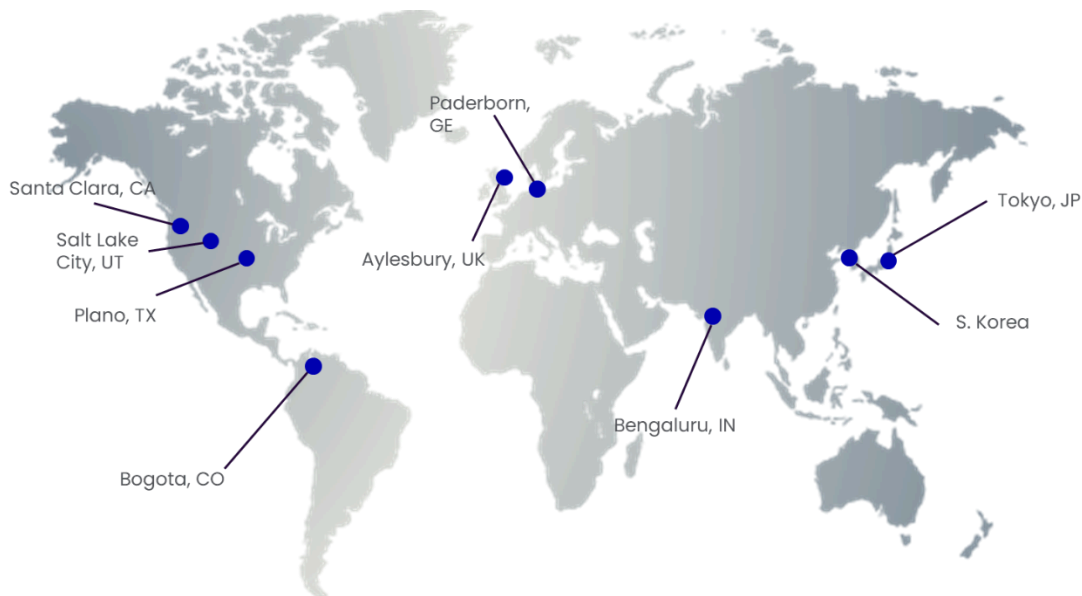 Paderborn,
GE
Santa Clara, CA
Tokyo, JP
Salt Lake
City, UT
Aylesbury, UK
Plano, TX
S. Korea
Bengaluru, IN
Bogota, CO